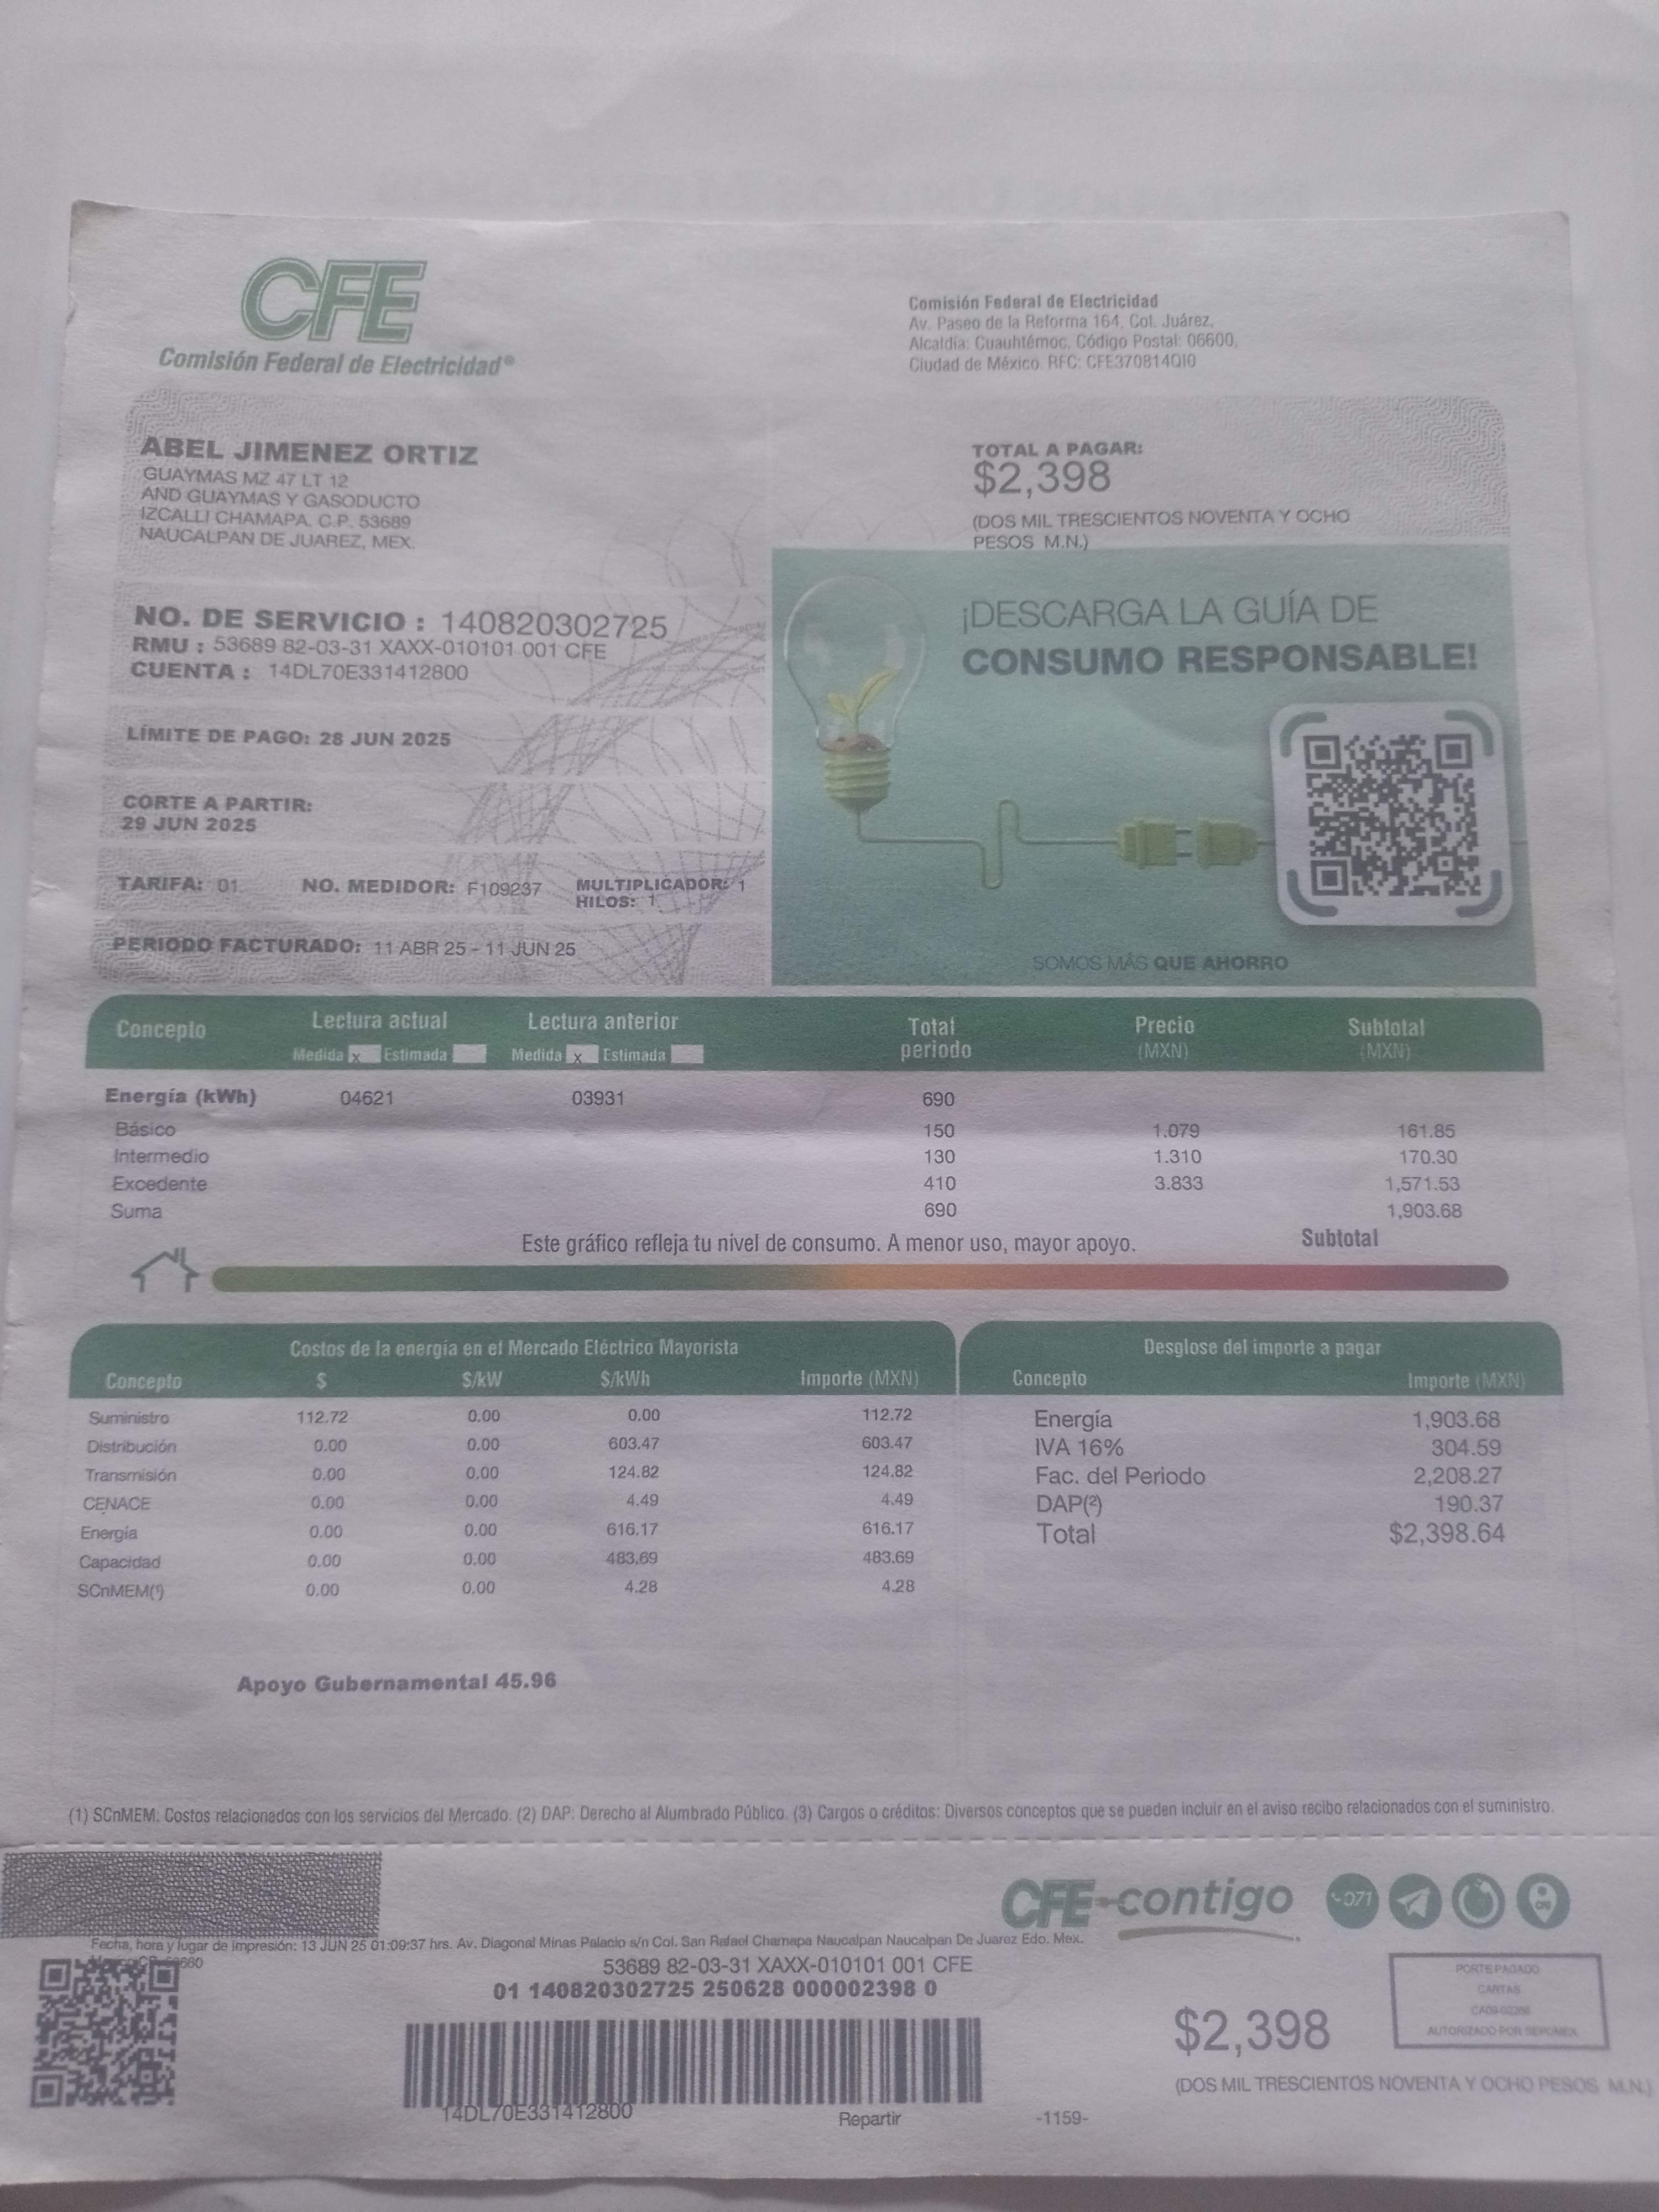 CFE
Comisión Federal de Electricidad®
Comisión Federal de Electricidad
Av. Paseo de la Reforma 164, Col. Juárez,
Alcaldía: Cuauhtémoc, Código Postal: 06600,
Ciudad de México. RFC: CFE370814QI0
ABEL JIMENEZ ORTIZ
GUAYMAS MZ 47 LT 12
AND GUAYMAS Y GASODUCTO
IZCALLI CHAMAPA. C.P. 53689
NAUCALPAN DE JUAREZ, MEX.
TOTAL A PAGAR:
$2,398
(DOS MIL TRESCIENTOS NOVENTA Y OCHO
PESOS M.N.)
NO. DE SERVICIO : 140820302725
RMU : 53689 82-03-31 XAXX-010101 001 CFE
CUENTA : 14DL70E331412800
LÍMITE DE PAGO: 28 JUN 2025
CORTE A PARTIR:
29 JUN 2025
TARIFA: 01 NO. MEDIDOR: F109237 MULTIPLICADOR: 1
HILOS: 1
PERIODO FACTURADO: 11 ABR 25 - 11 JUN 25
¡DESCARGA LA GUÍA DE
CONSUMO RESPONSABLE!
SOMOS MÁS QUE AHORRO
Concepto Lectura actual Lectura anterior Total periodo Precio (MXN) Subtotal (MXN)
Medida x Estimada Medida x Estimada
Energía (kWh) 04621 03931 690
Básico 150 1.079 161.85
Intermedio 130 1.310 170.30
Excedente 410 3.833 1,571.53
Suma 690 1,903.68
Este gráfico refleja tu nivel de consumo. A menor uso, mayor apoyo. Subtotal
Costos de la energía en el Mercado Eléctrico Mayorista
Concepto $ $/kW $/kWh Importe (MXN)
Suministro 112.72 0.00 0.00 112.72
Distribución 0.00 0.00 603.47 603.47
Transmisión 0.00 0.00 124.82 124.82
CENACE 0.00 0.00 4.49 4.49
Energía 0.00 0.00 616.17 616.17
Capacidad 0.00 0.00 483.69 483.69
SCnMEM(¹) 0.00 0.00 4.28 4.28
Apoyo Gubernamental 45.96
Desglose del importe a pagar
Concepto Importe (MXN)
Energía 1,903.68
IVA 16% 304.59
Fac. del Periodo 2,208.27
DAP(²) 190.37
Total $2,398.64
(1) SCnMEM: Costos relacionados con los servicios del Mercado. (2) DAP: Derecho al Alumbrado Público. (3) Cargos o créditos: Diversos conceptos que se pueden incluir en el aviso recibo relacionados con el suministro.
CFE-contigo
071
Fecha, hora y lugar de impresión: 13 JUN 25 01:09:37 hrs. Av. Diagonal Minas Palacio s/n Col. San Rafael Chamapa Naucalpan Naucalpan De Juarez Edo. Mex.
53689 82-03-31 XAXX-010101 001 CFE
01 140820302725 250628 000002398 0
14DL70E331412800
Repartir
-1159-
$2,398
(DOS MIL TRESCIENTOS NOVENTA Y OCHO PESOS M.N.)
PORTE PAGADO
CARTAS
AUTORIZADO POR SEPOMEX